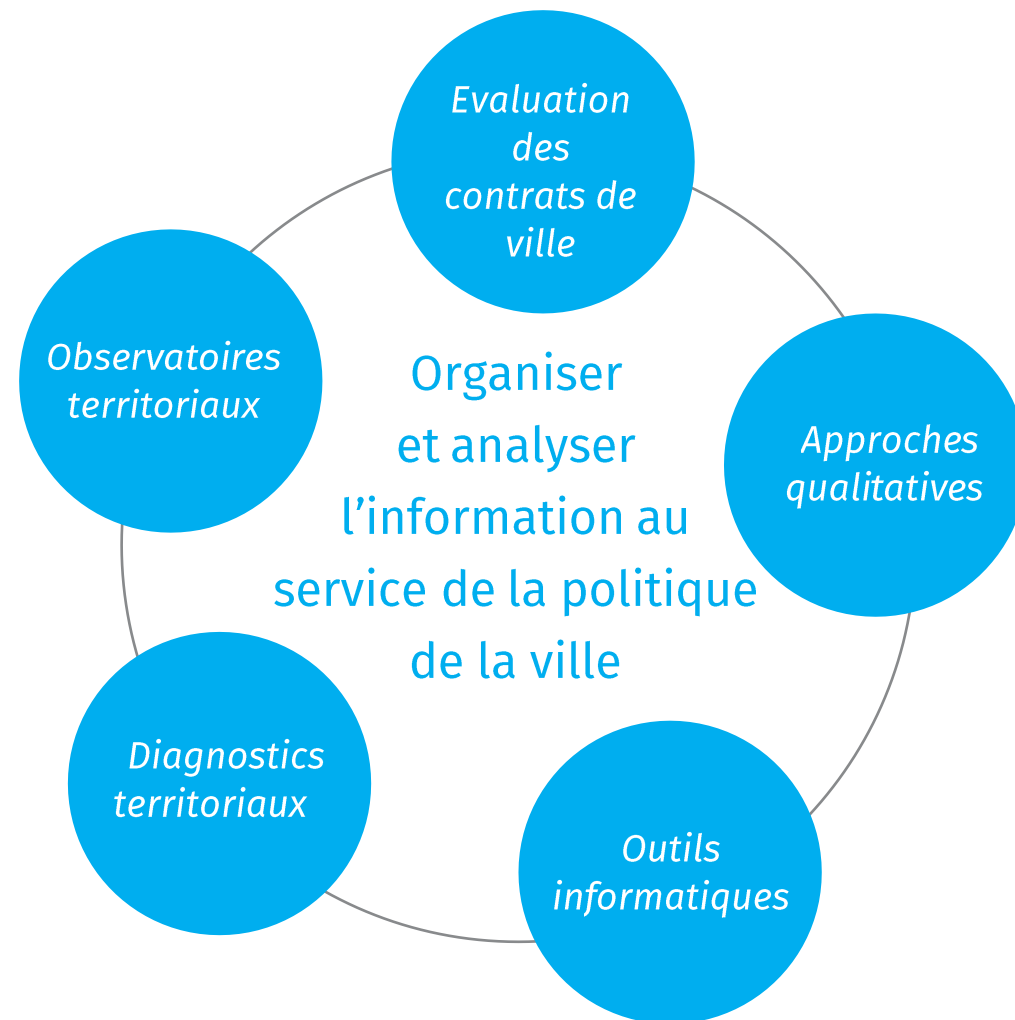 Evaluation
des
contrats de
ville
Observatoires
territoriaux
Organiser
et analyser
l’information au
service de la politique
de la ville
Approches
qualitatives
Diagnostics
territoriaux
Outils
informatiques